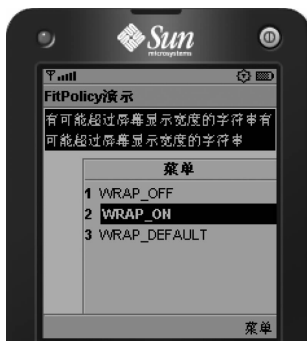 Sun
microsystems
FitPolicy演示
有可能超过屏幕显示宽度的字符串有
可能超过屏幕显示宽度的字符串
菜单
1 WRAP_OFF
2 WRAP_ON
3 WRAP_DEFAULT
菜单